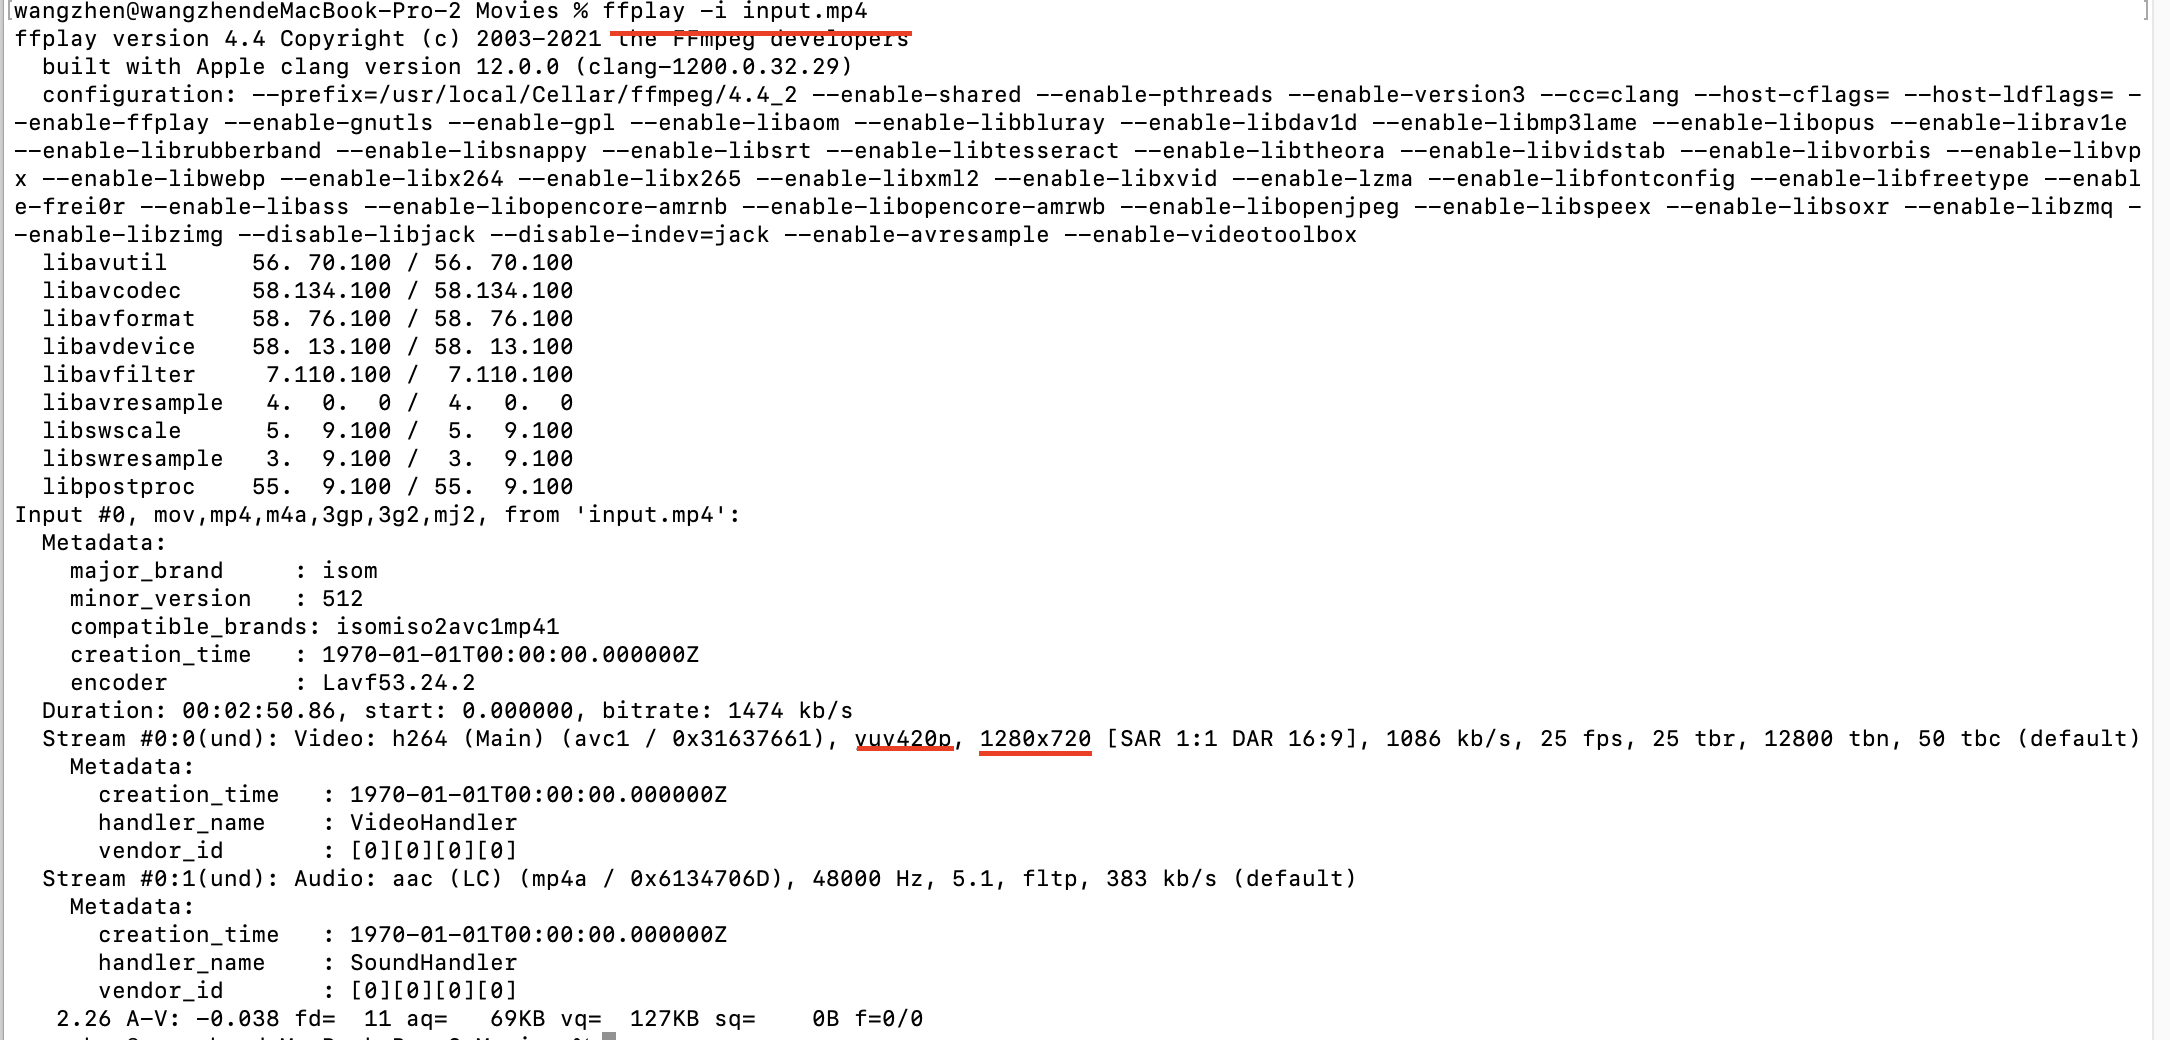 [wangzhen@wangzhendeMacBook-Pro-2 Movies % ffplay -i input.mp4 ]
ffplay version 4.4 Copyright (c) 2003-2021 the FFmpeg developers
  built with Apple clang version 12.0.0 (clang-1200.0.32.29)
  configuration: --prefix=/usr/local/Cellar/ffmpeg/4.4_2 --enable-shared --enable-pthreads --enable-version3 --cc=clang --host-cflags= --host-ldflags= -
-enable-ffplay --enable-gnutls --enable-gpl --enable-libaom --enable-libbluray --enable-libdav1d --enable-libmp3lame --enable-libopus --enable-librav1e
--enable-librubberband --enable-libsnappy --enable-libsrt --enable-libtesseract --enable-libtheora --enable-libvidstab --enable-libvorbis --enable-libvp
x --enable-libwebp --enable-libx264 --enable-libx265 --enable-libxml2 --enable-libxvid --enable-lzma --enable-libfontconfig --enable-libfreetype --enabl
e-frei0r --enable-libass --enable-libopencore-amrnb --enable-libopencore-amrwb --enable-libopenjpeg --enable-libspeex --enable-libsoxr --enable-libzmq -
-enable-libzimg --disable-libjack --disable-indev=jack --enable-avresample --enable-videotoolbox
  libavutil      56. 70.100 / 56. 70.100
  libavcodec     58.134.100 / 58.134.100
  libavformat    58. 76.100 / 58. 76.100
  libavdevice    58. 13.100 / 58. 13.100
  libavfilter     7.110.100 /  7.110.100
  libavresample   4.  0.  0 /  4.  0.  0
  libswscale      5.  9.100 /  5.  9.100
  libswresample   3.  9.100 /  3.  9.100
  libpostproc    55.  9.100 / 55.  9.100
Input #0, mov,mp4,m4a,3gp,3g2,mj2, from 'input.mp4':
  Metadata:
    major_brand     : isom
    minor_version   : 512
    compatible_brands: isomiso2avc1mp41
    creation_time   : 1970-01-01T00:00:00.000000Z
    encoder         : Lavf53.24.2
  Duration: 00:02:50.86, start: 0.000000, bitrate: 1474 kb/s
  Stream #0:0(und): Video: h264 (Main) (avc1 / 0x31637661), yuv420p, 1280x720 [SAR 1:1 DAR 16:9], 1086 kb/s, 25 fps, 25 tbr, 12800 tbn, 50 tbc (default)
    Metadata:
      creation_time   : 1970-01-01T00:00:00.000000Z
      handler_name    : VideoHandler
      vendor_id       : [0][0][0][0]
  Stream #0:1(und): Audio: aac (LC) (mp4a / 0x6134706D), 48000 Hz, 5.1, fltp, 383 kb/s (default)
    Metadata:
      creation_time   : 1970-01-01T00:00:00.000000Z
      handler_name    : SoundHandler
      vendor_id       : [0][0][0][0]
   2.26 A-V: -0.038 fd=  11 aq=   69KB vq=  127KB sq=    0B f=0/0